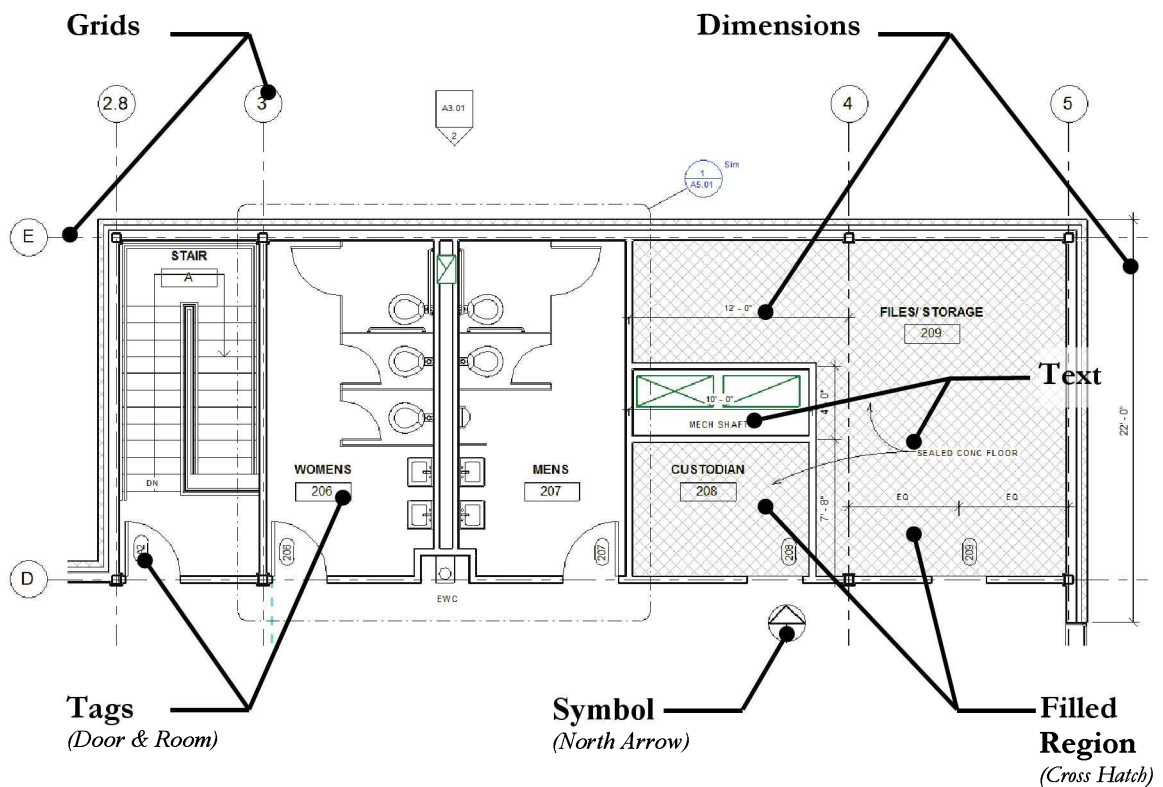 Grids
Dimensions
2.8
3
A3.01
2
4
5
1
A5.01
Sim
E
STAIR
A
12' - 0"
FILES/ STORAGE
209
Text
10' - 0"
MECH SHAFT
22' - 0"
SEALED CONC FLOOR
WOMENS
206
MENS
207
CUSTODIAN
208
DN
EQ
EQ
7' - 8"
206
207
208
209
D
EWC
Tags
(Door & Room)
Symbol
(North Arrow)
Filled
Region
(Cross Hatch)